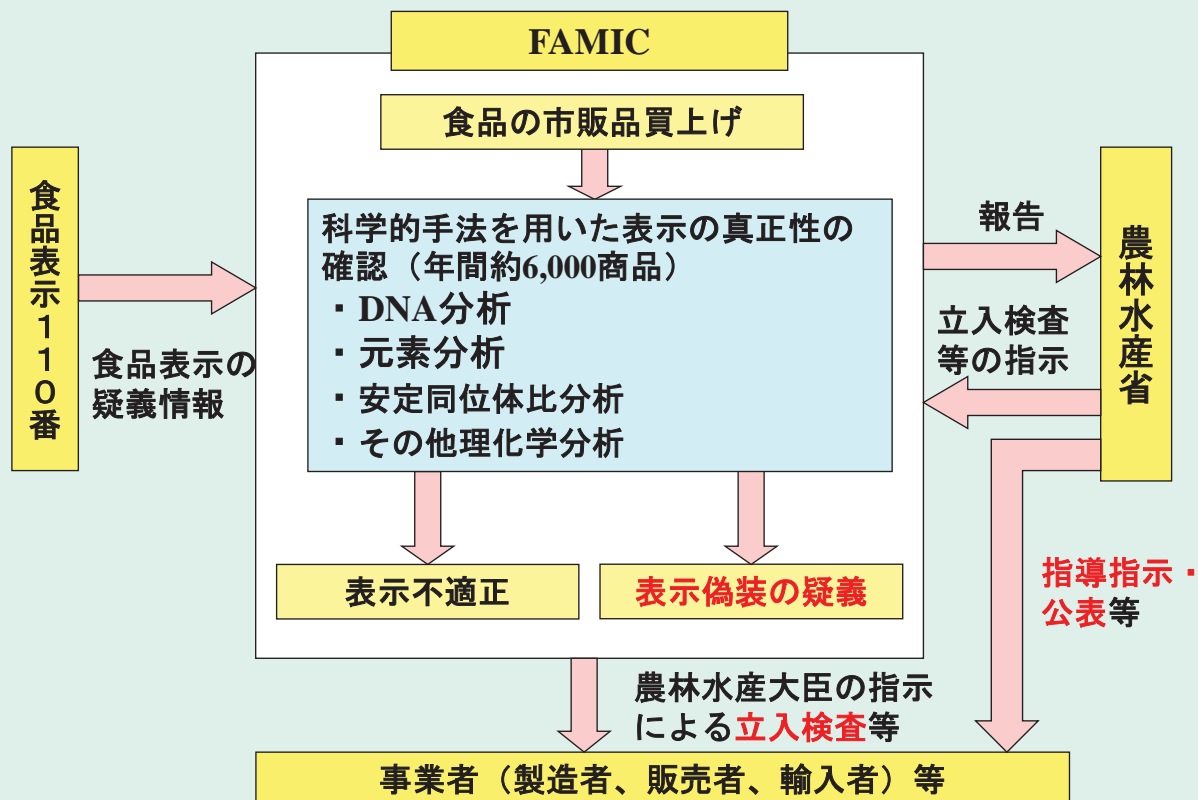 FAMIC
食品の市販品買上げ
食品表示110番
食品表示の
疑義情報
科学的手法を用いた表示の真正性の
確認（年間約6,000商品）
・DNA分析
・元素分析
・安定同位体比分析
・その他理化学分析
報告
農林水産省
立入検査
等の指示
表示不適正
表示偽装の疑義
指導指示・
公表等
農林水産大臣の指示
による立入検査等
事業者（製造者、販売者、輸入者）等